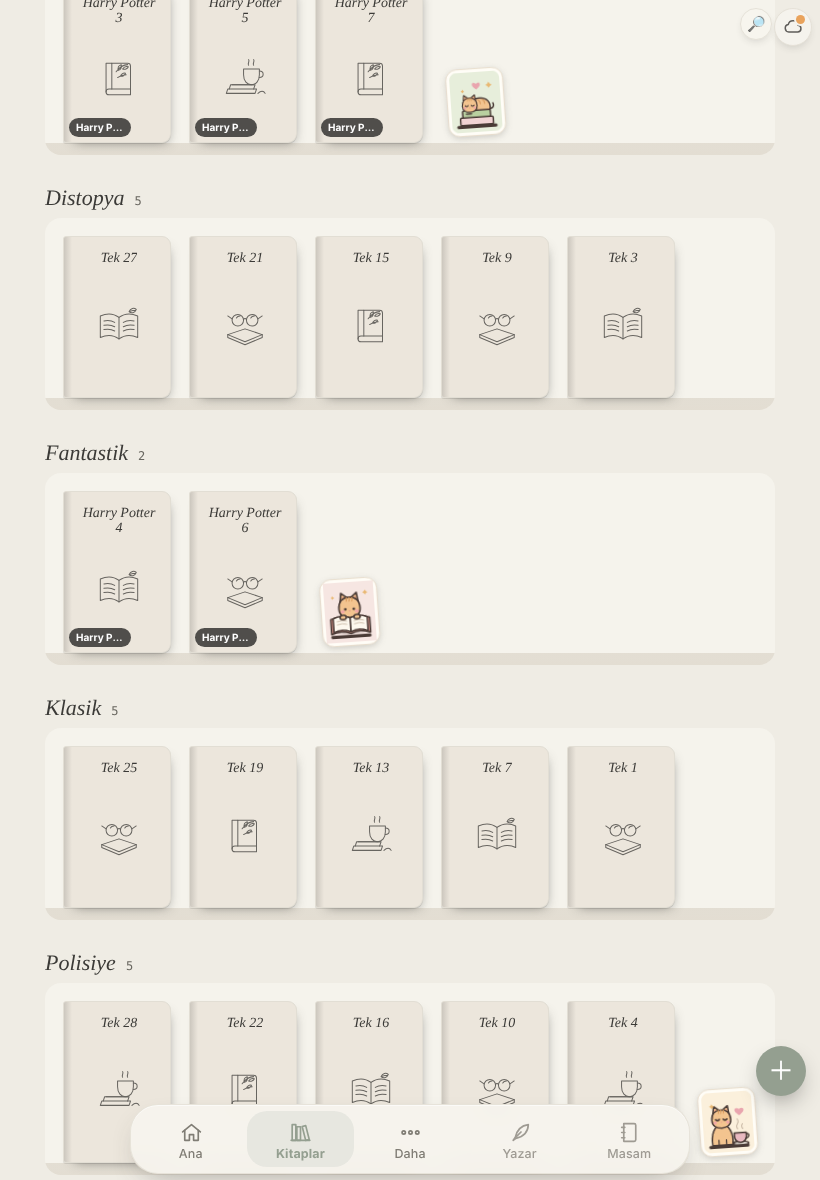 Harry Potter
3
Harry Potter
5
Harry Potter
7
Harry P...
Harry P...
Harry P...
Distopya 5
Tek 27
Tek 21
Tek 15
Tek 9
Tek 3
Fantastik 2
Harry Potter
4
Harry Potter
6
Harry P...
Harry P...
Klasik 5
Tek 25
Tek 19
Tek 13
Tek 7
Tek 1
Polisiye 5
Tek 28
Tek 22
Tek 16
Tek 10
Tek 4
Ana
Kitaplar
Daha
Yazar
Masam